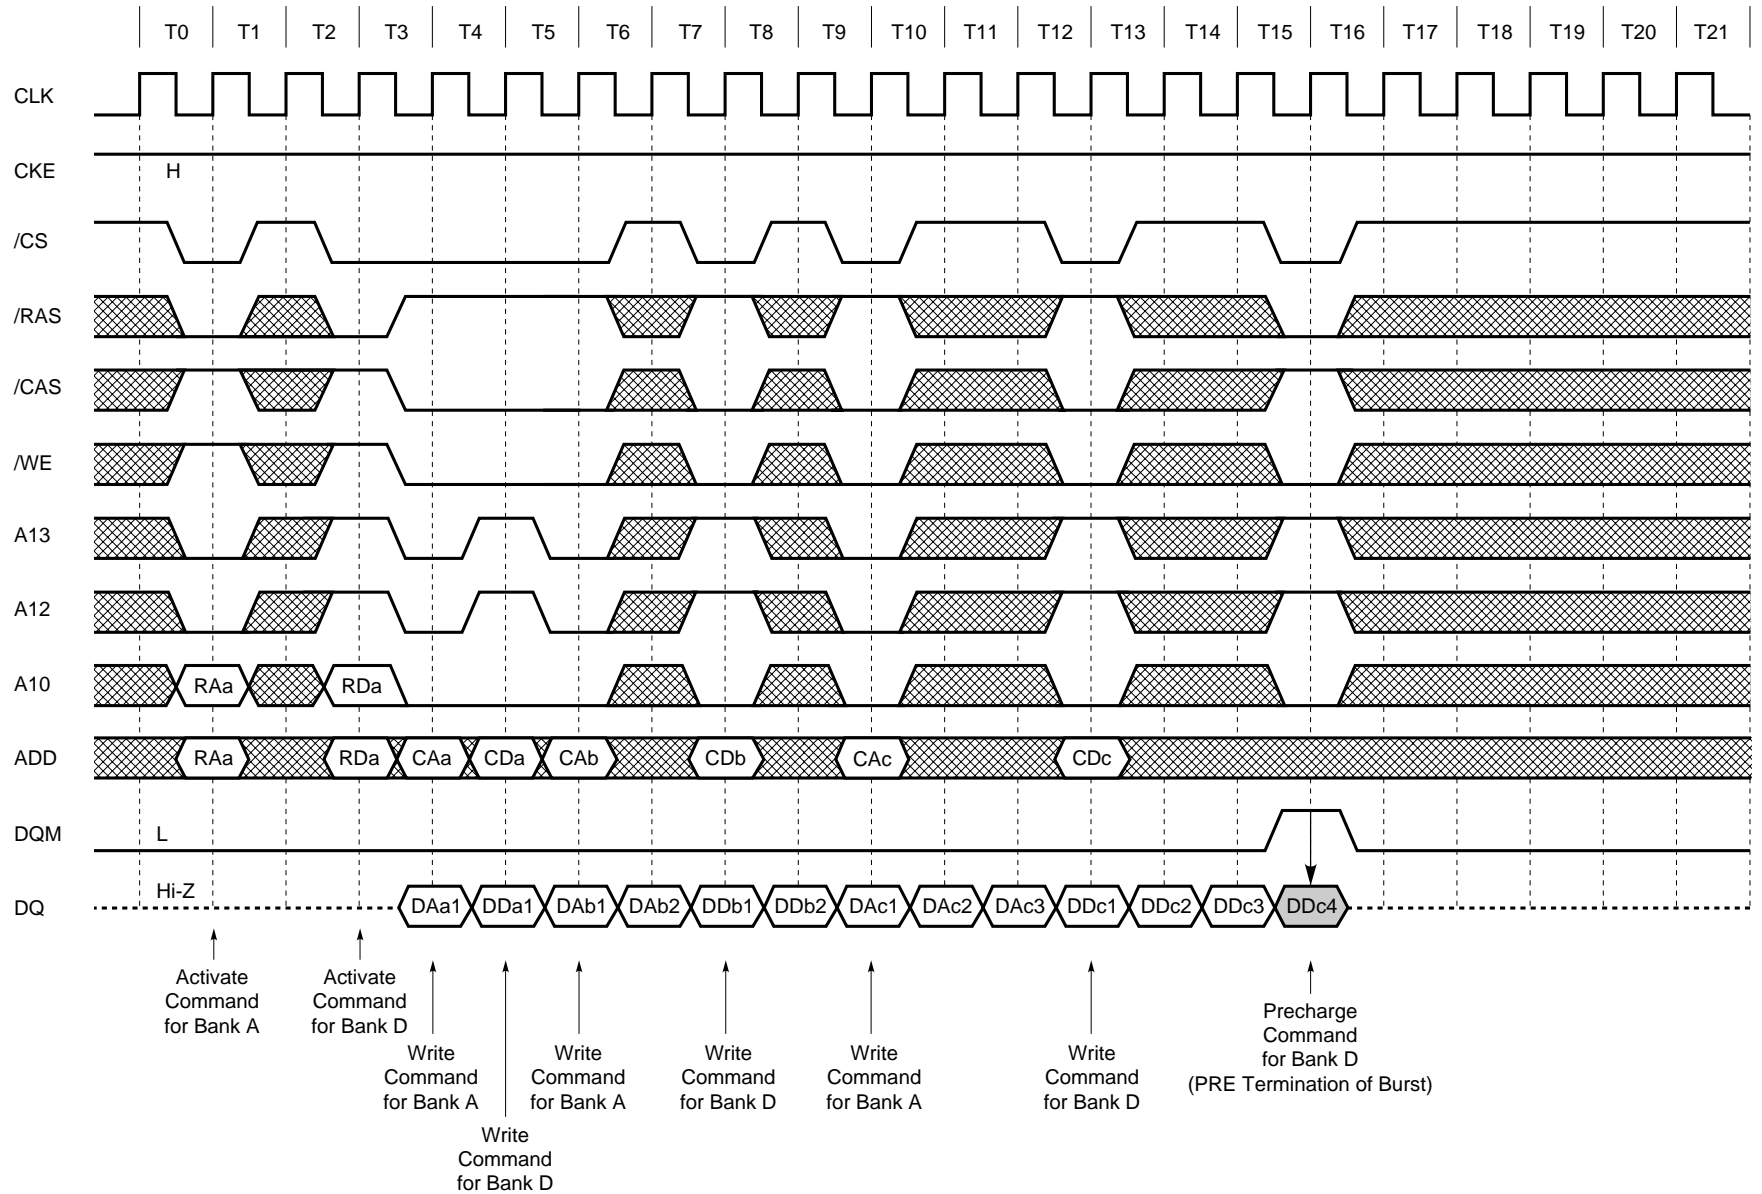 T0 T1 T2 T3 T4 T5 T6 T7 T8 T9 T10 T11 T12 T13 T14 T15 T16 T17 T18 T19 T20 T21
CLK
CKE H
/CS
/RAS
/CAS
/WE
A13
A12
A10 RAa RDa
ADD RAa RDa CAa CDa CAb CDb CAc CDc
DQM L
DQ Hi-Z DAa1 DDa1 DAb1 DAb2 DDb1 DDb2 DAc1 DAc2 DAc3 DDc1 DDc2 DDc3 DDc4
Activate
Command
for Bank A
Activate
Command
for Bank D
Write
Command
for Bank A
Write
Command
for Bank D
Write
Command
for Bank A
Write
Command
for Bank D
Write
Command
for Bank A
Write
Command
for Bank D
Precharge
Command
for Bank D
(PRE Termination of Burst)